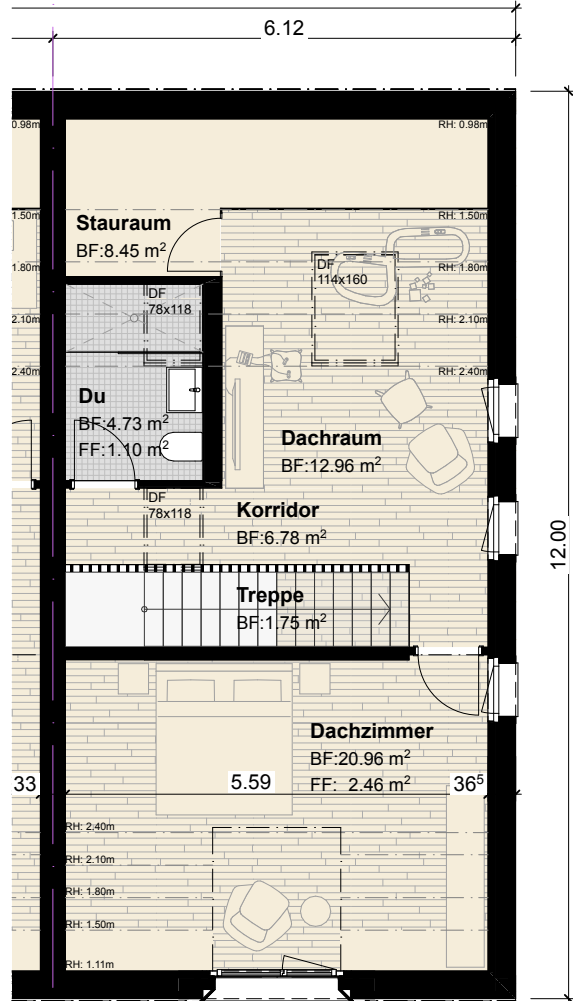 6.12
0.98m
RH: 0.98m
Stauraum
BF:8.45 m²
1.50m
RH: 1.50m
1.80m
DF
114x160
RH: 1.80m
DF
78x118
2.10m
RH: 2.10m
2.40m
RH: 2.40m
Du
BF:4.73 m²
FF:1.10 m²
Dachraum
BF:12.96 m²
DF
78x118
Korridor
BF:6.78 m²
12.00
Treppe
BF:1.75 m²
Dachzimmer
BF:20.96 m²
FF: 2.46 m²
33
5.59
36⁵
RH: 2.40m
RH: 2.10m
RH: 1.80m
RH: 1.50m
RH: 1.11m